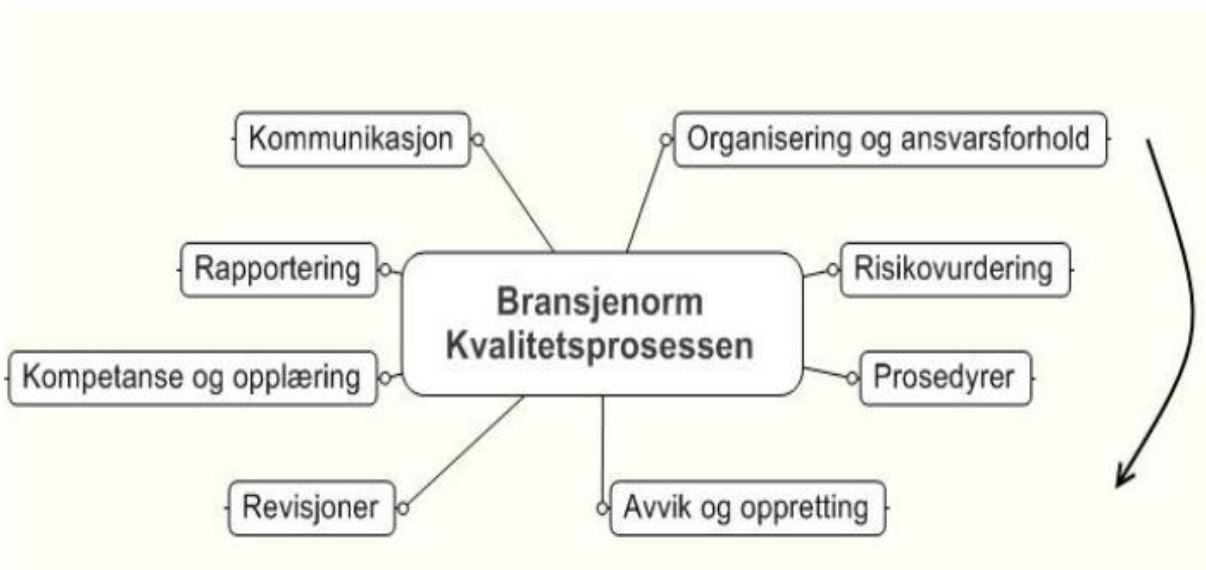 Kommunikasjon
Organisering og ansvarsforhold
Rapportering
Risikovurdering
Bransjenorm
Kvalitetsprosessen
Kompetanse og opplæring
Prosedyrer
Revisjoner
Avvik og oppretting